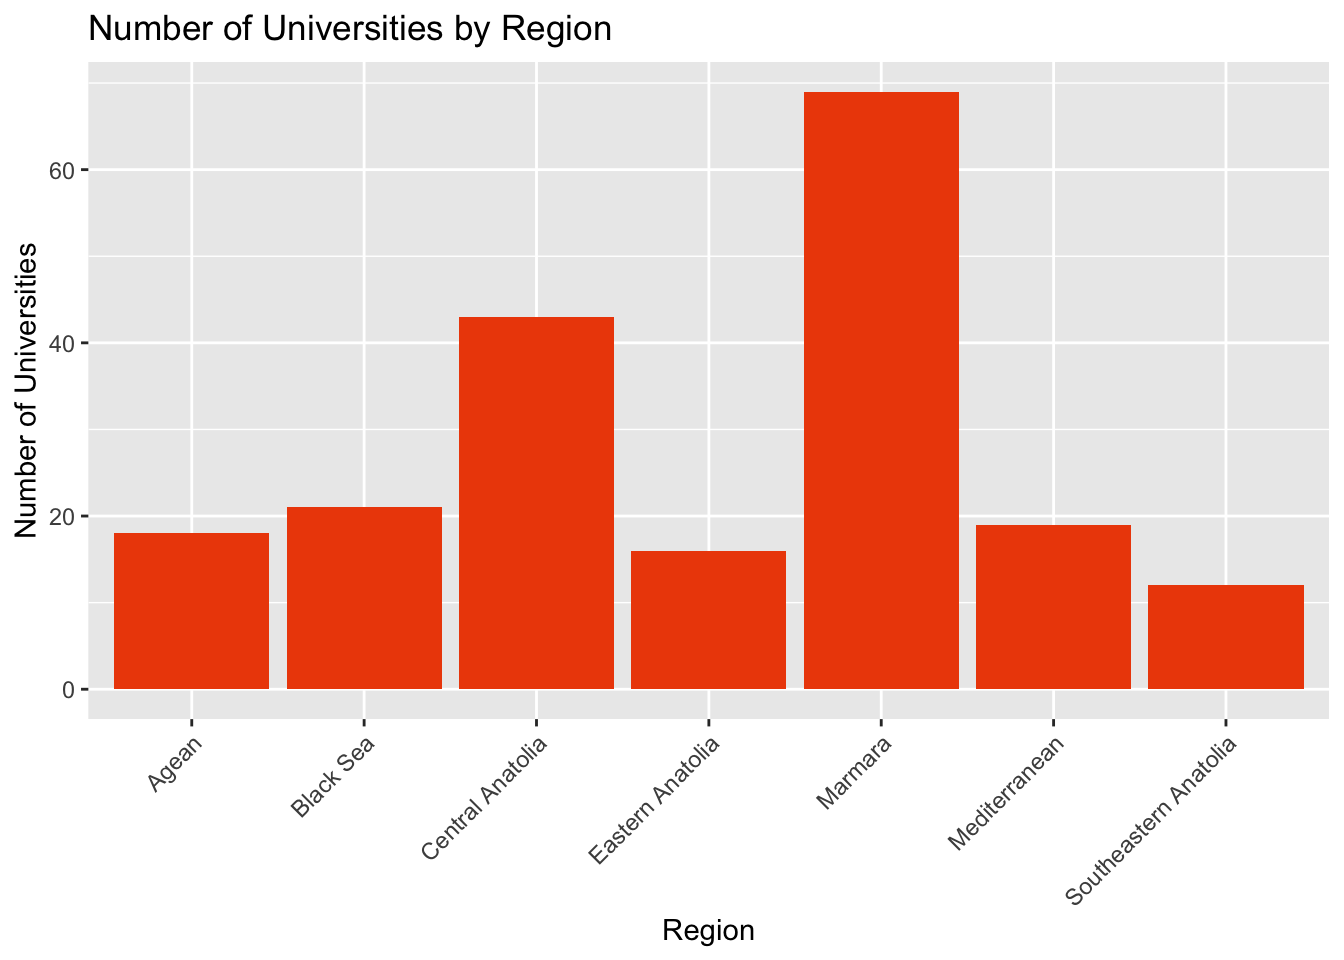 Number of Universities by Region
Number of Universities
60
40
20
0
Agean
Black Sea
Central Anatolia
Eastern Anatolia
Marmara
Mediterranean
Southeastern Anatolia
Region